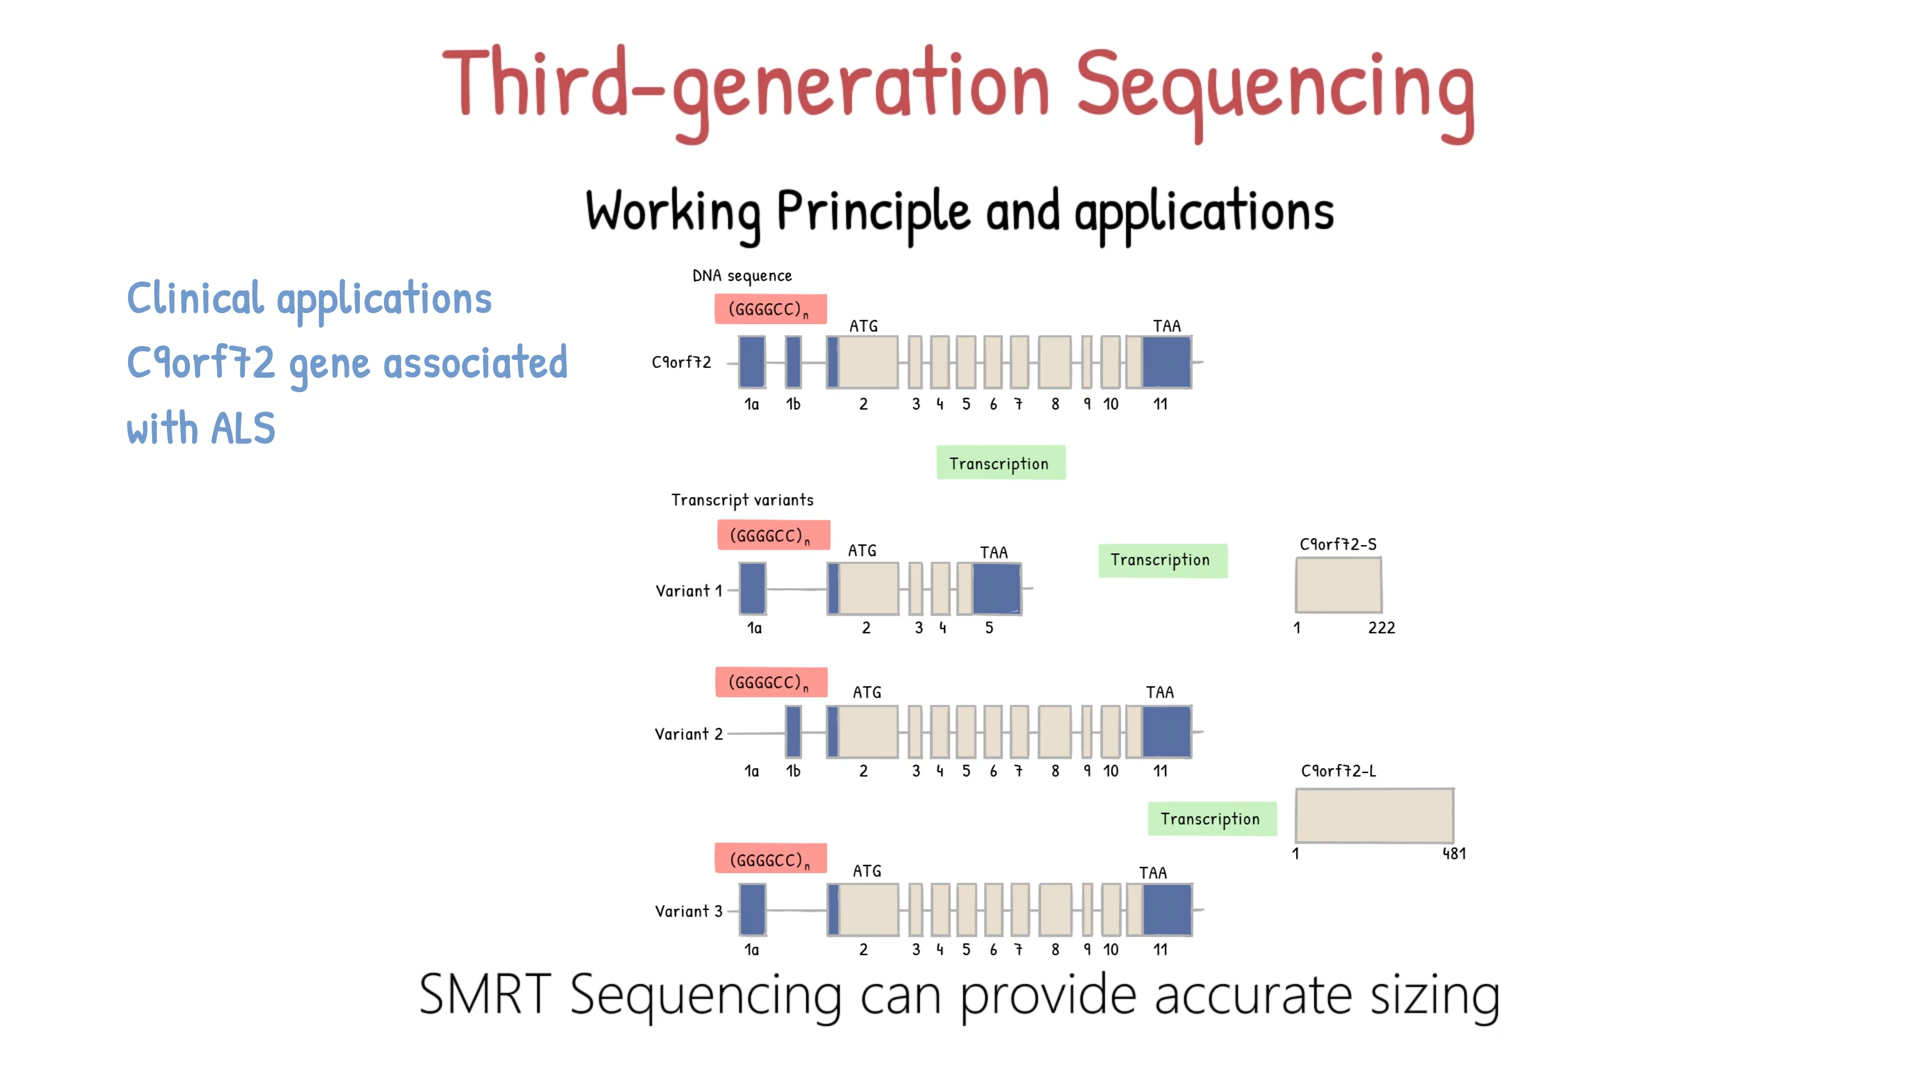 Third-generation Sequencing
Working Principle and applications
Clinical applications
C9orf72 gene associated
with ALS
DNA sequence
(GGGGCC)n
ATG TAA
C9orf72
1a 1b 2 3 4 5 6 7 8 9 10 11
Transcription
Transcript variants
(GGGGCC)n
ATG TAA
Variant 1
1a 2 3 4 5
Transcription
C9orf72-S
1 222
(GGGGCC)n
ATG TAA
Variant 2
1a 1b 2 3 4 5 6 7 8 9 10 11
C9orf72-L
Transcription
1 481
(GGGGCC)n
ATG TAA
Variant 3
1a 2 3 4 5 6 7 8 9 10 11
SMRT Sequencing can provide accurate sizing